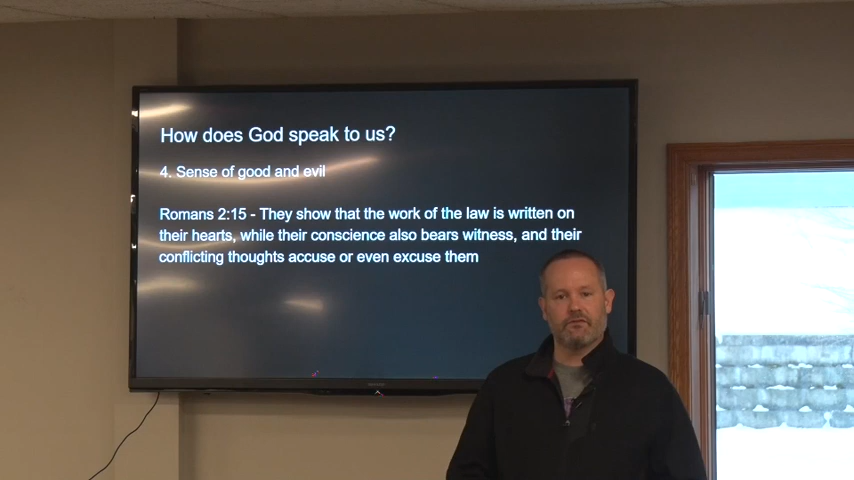 How does God speak to us?
4. Sense of good and evil
Romans 2:15 - They show that the work of the law is written on
their hearts, while their conscience also bears witness, and their
conflicting thoughts accuse or even excuse them